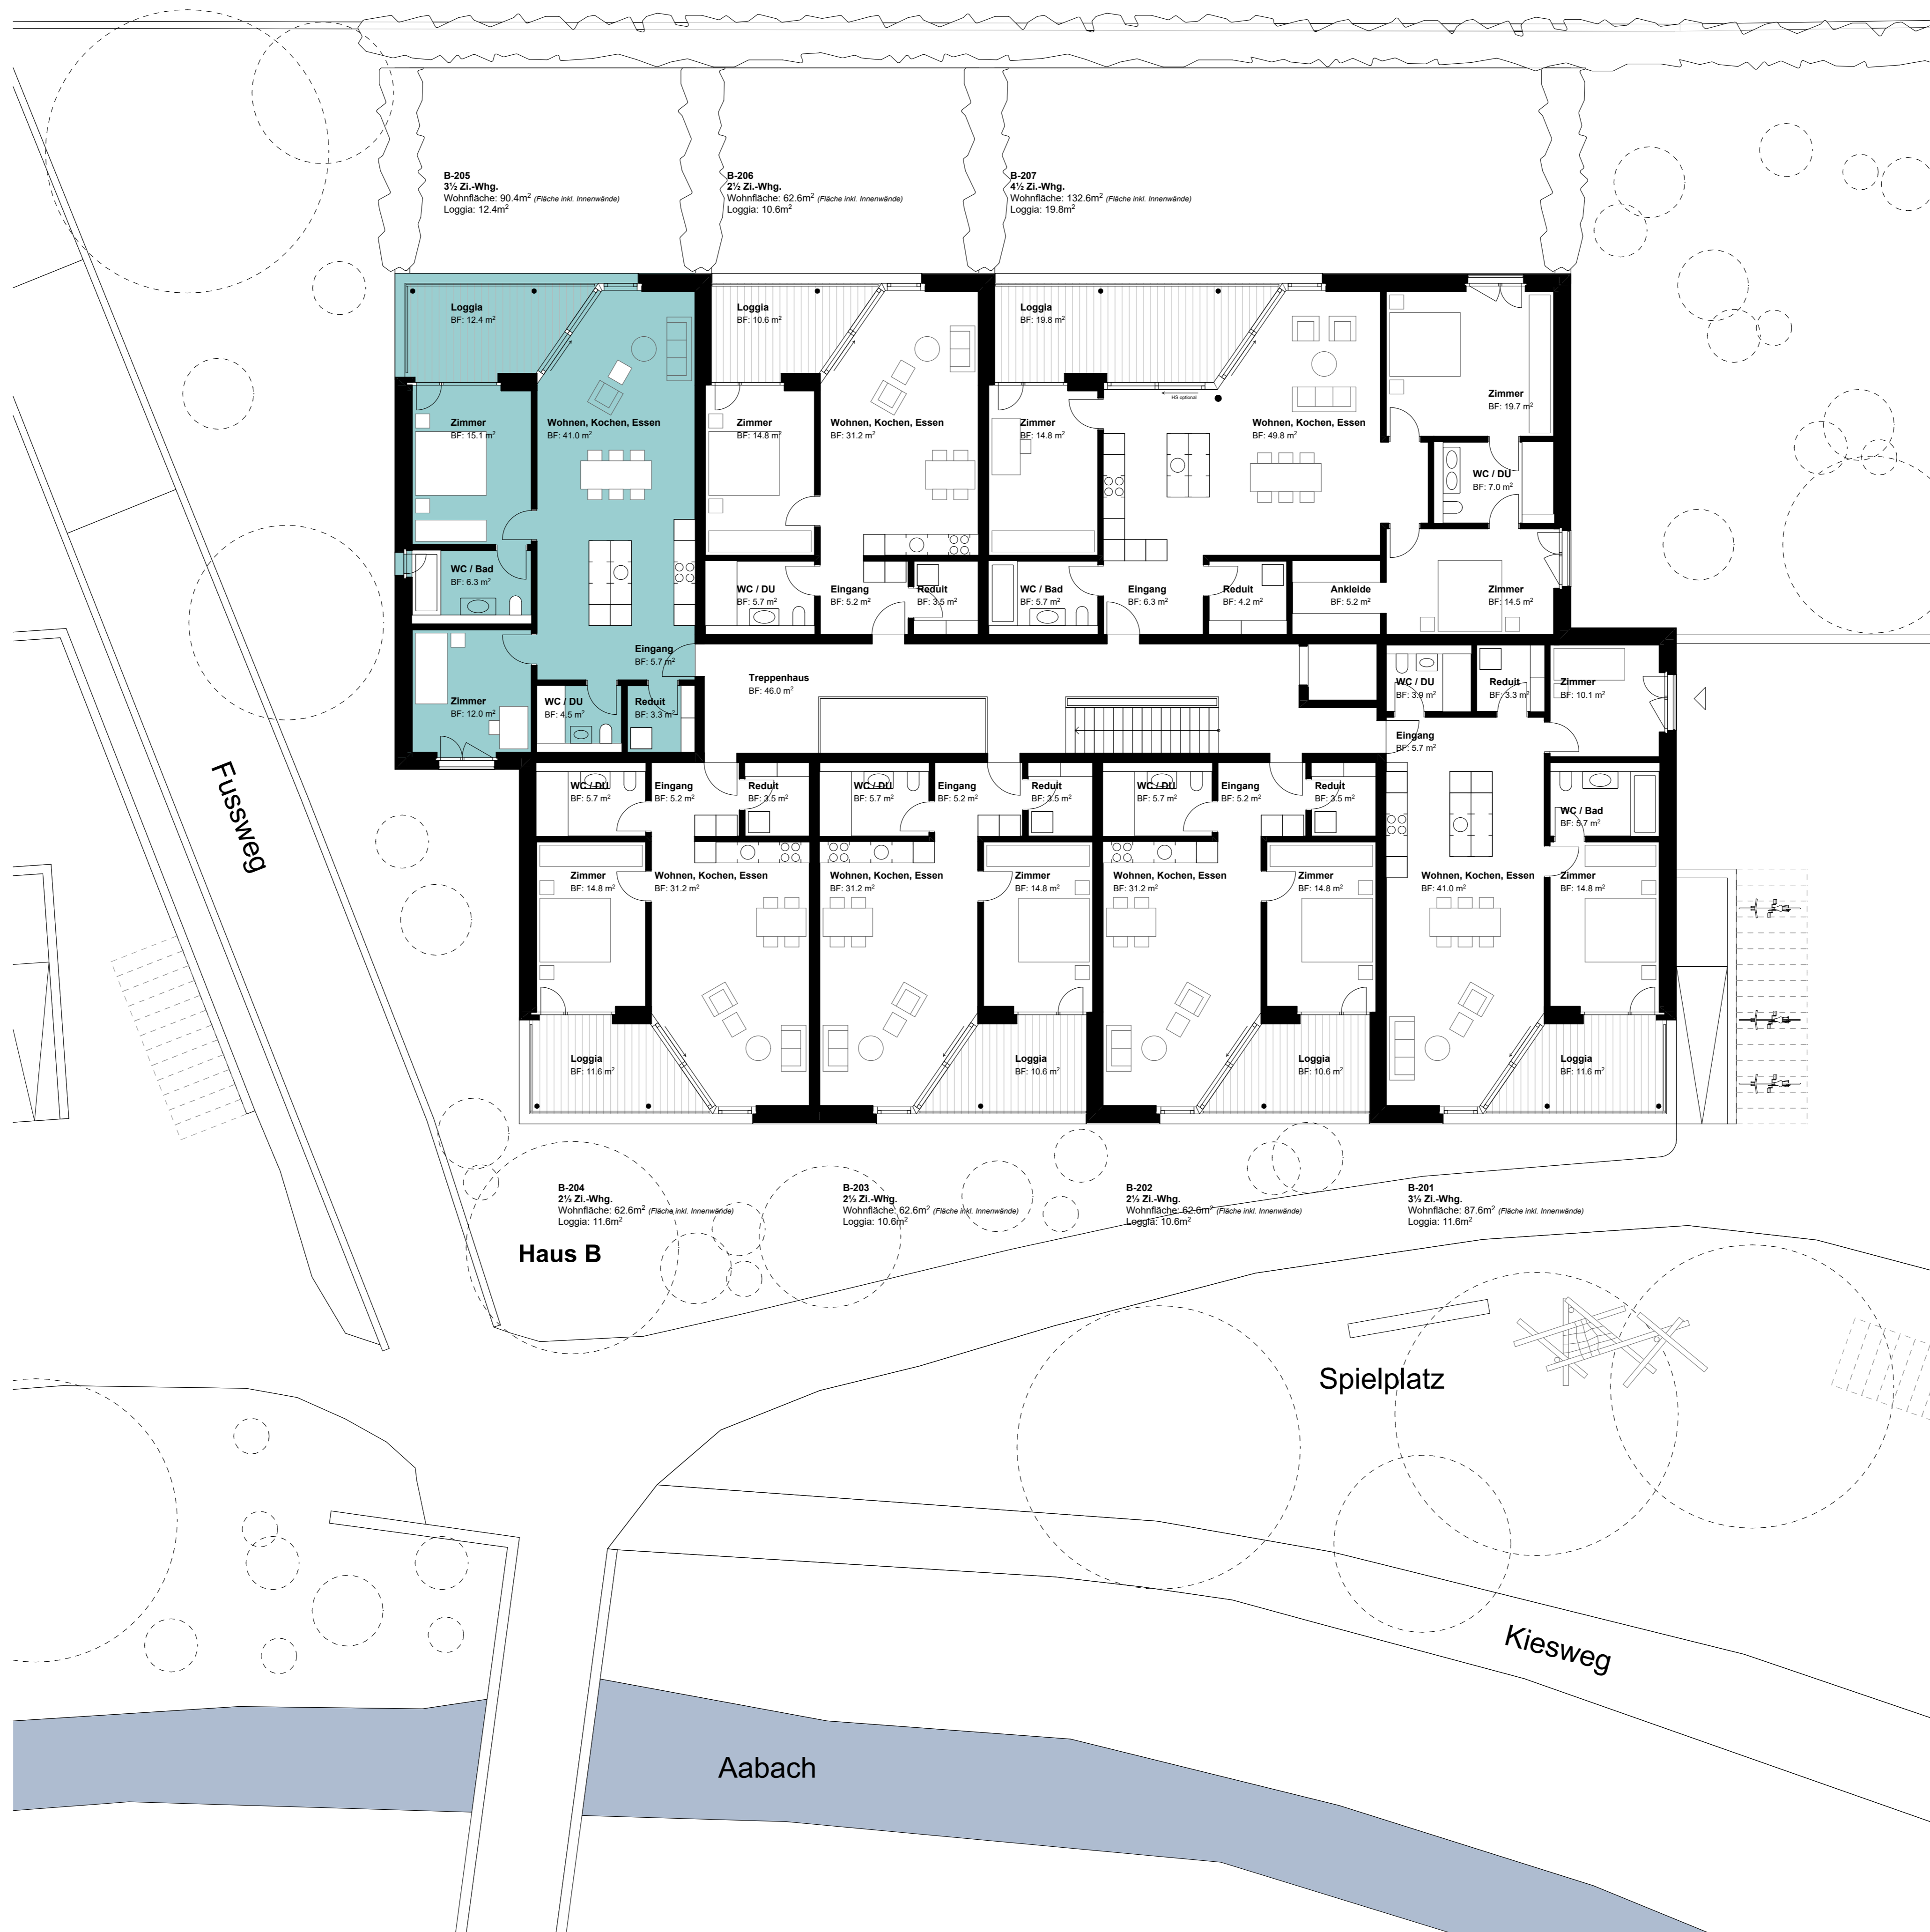 B-205
3½ Zi.-Whg.
Wohnfläche: 90.4m² (Fläche inkl. Innenwände)
Loggia: 12.4m²
B-206
2½ Zi.-Whg.
Wohnfläche: 62.6m² (Fläche inkl. Innenwände)
Loggia: 10.6m²
B-207
4½ Zi.-Whg.
Wohnfläche: 132.6m² (Fläche inkl. Innenwände)
Loggia: 19.8m²
Loggia
BF: 12.4 m²
Loggia
BF: 10.6 m²
Loggia
BF: 19.8 m²
HS optional
Zimmer
BF: 19.7 m²
Zimmer
BF: 15.1 m²
Wohnen, Kochen, Essen
BF: 41.0 m²
Zimmer
BF: 14.8 m²
Wohnen, Kochen, Essen
BF: 31.2 m²
Zimmer
BF: 14.8 m²
Wohnen, Kochen, Essen
BF: 49.8 m²
WC / DU
BF: 7.0 m²
WC / Bad
BF: 6.3 m²
WC / DU
BF: 5.7 m²
Eingang
BF: 5.2 m²
Reduit
BF: 3.5 m²
WC / Bad
BF: 5.7 m²
Eingang
BF: 6.3 m²
Reduit
BF: 4.2 m²
Ankleide
BF: 5.2 m²
Zimmer
BF: 14.5 m²
Eingang
BF: 5.7 m²
Treppenhaus
BF: 46.0 m²
Zimmer
BF: 12.0 m²
WC / DU
BF: 4.5 m²
Reduit
BF: 3.3 m²
WC / DU
BF: 3.9 m²
Reduit
BF: 3.3 m²
Zimmer
BF: 10.1 m²
Eingang
BF: 5.7 m²
WC / DU
BF: 5.7 m²
Eingang
BF: 5.2 m²
Reduit
BF: 3.5 m²
WC / DU
BF: 5.7 m²
Eingang
BF: 5.2 m²
Reduit
BF: 3.5 m²
WC / DU
BF: 5.7 m²
Eingang
BF: 5.2 m²
Reduit
BF: 3.5 m²
WC / Bad
BF: 5.7 m²
Zimmer
BF: 14.8 m²
Wohnen, Kochen, Essen
BF: 31.2 m²
Wohnen, Kochen, Essen
BF: 31.2 m²
Zimmer
BF: 14.8 m²
Wohnen, Kochen, Essen
BF: 31.2 m²
Zimmer
BF: 14.8 m²
Wohnen, Kochen, Essen
BF: 41.0 m²
Zimmer
BF: 14.8 m²
Loggia
BF: 11.6 m²
Loggia
BF: 10.6 m²
Loggia
BF: 10.6 m²
Loggia
BF: 11.6 m²
Fussweg
B-204
2½ Zi.-Whg.
Wohnfläche: 62.6m² (Fläche inkl. Innenwände)
Loggia: 11.6m²
B-203
2½ Zi.-Whg.
Wohnfläche: 62.6m² (Fläche inkl. Innenwände)
Loggia: 10.6m²
B-202
2½ Zi.-Whg.
Wohnfläche: 62.6m² (Fläche inkl. Innenwände)
Loggia: 10.6m²
B-201
3½ Zi.-Whg.
Wohnfläche: 87.6m² (Fläche inkl. Innenwände)
Loggia: 11.6m²
Haus B
Spielplatz
Kiesweg
Aabach